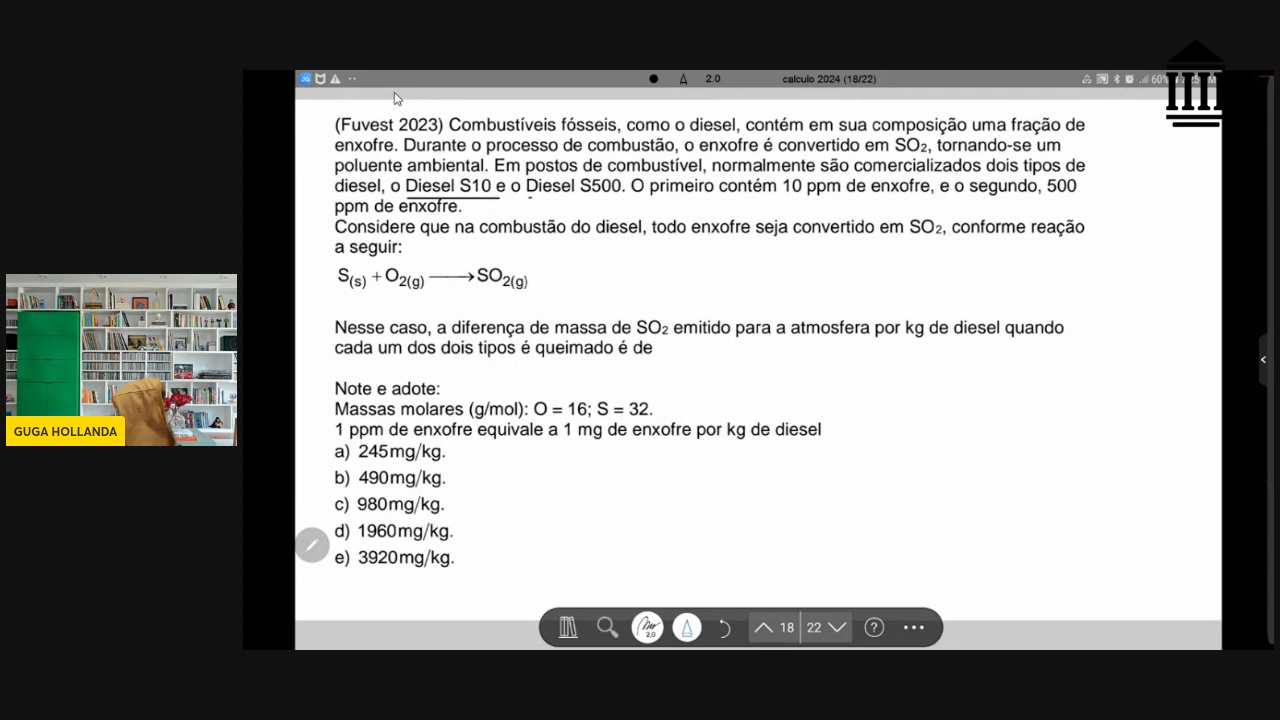 2.0
calculo 2024 (18/22)
60%
(Fuvest 2023) Combustíveis fósseis, como o diesel, contém em sua composição uma fração de
enxofre. Durante o processo de combustão, o enxofre é convertido em SO₂, tornando-se um
poluente ambiental. Em postos de combustível, normalmente são comercializados dois tipos de
diesel, o Diesel S10 e o Diesel S500. O primeiro contém 10 ppm de enxofre, e o segundo, 500
ppm de enxofre.
Considere que na combustão do diesel, todo enxofre seja convertido em SO₂, conforme reação
a seguir:
S(s) + O2(g) ⟶ SO2(g)
Nesse caso, a diferença de massa de SO₂ emitido para a atmosfera por kg de diesel quando
cada um dos dois tipos é queimado é de
Note e adote:
Massas molares (g/mol): O = 16; S = 32.
1 ppm de enxofre equivale a 1 mg de enxofre por kg de diesel
a) 245mg/kg.
b) 490mg/kg.
c) 980mg/kg.
d) 1960mg/kg.
e) 3920mg/kg.
GUGA HOLLANDA
2,0
18 22